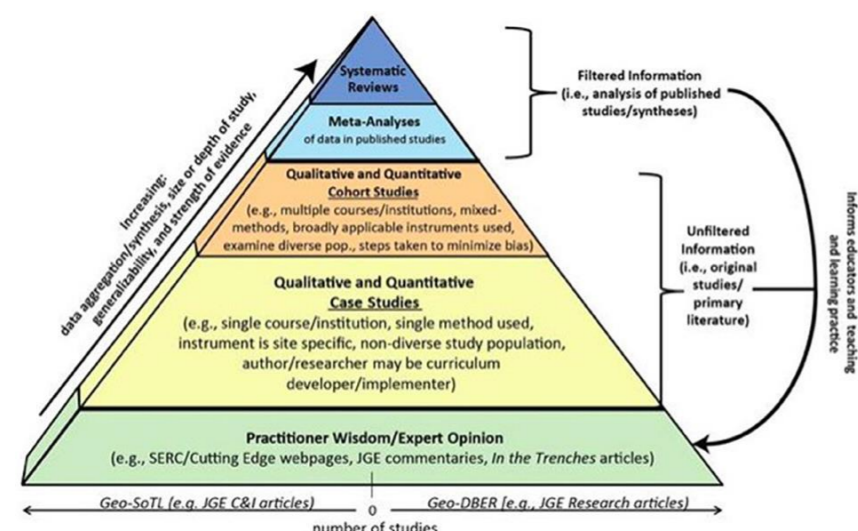 Systematic
Reviews
Meta-Analyses
of data in published studies
Qualitative and Quantitative
Cohort Studies
(e.g., multiple courses/institutions, mixed-
methods, broadly applicable instruments used,
examine diverse pop., steps taken to minimize bias)
Qualitative and Quantitative
Case Studies
(e.g., single course/institution, single method used,
instrument is site specific, non-diverse study population,
author/researcher may be curriculum
developer/implementer)
Practitioner Wisdom/Expert Opinion
(e.g., SERC/Cutting Edge webpages, JGE commentaries, In the Trenches articles)
Increasing:
data aggregation/synthesis, size or depth of study,
generalizability, and strength of evidence
Filtered Information
(i.e., analysis of published
studies/syntheses)
Unfiltered
Information
(i.e., original
studies/
primary
literature)
Informs educators and teaching
and learning practice
Geo-SoTL (e.g. JGE C&I articles)
0
Geo-DBER [e.g., JGE Research articles)
number of studies